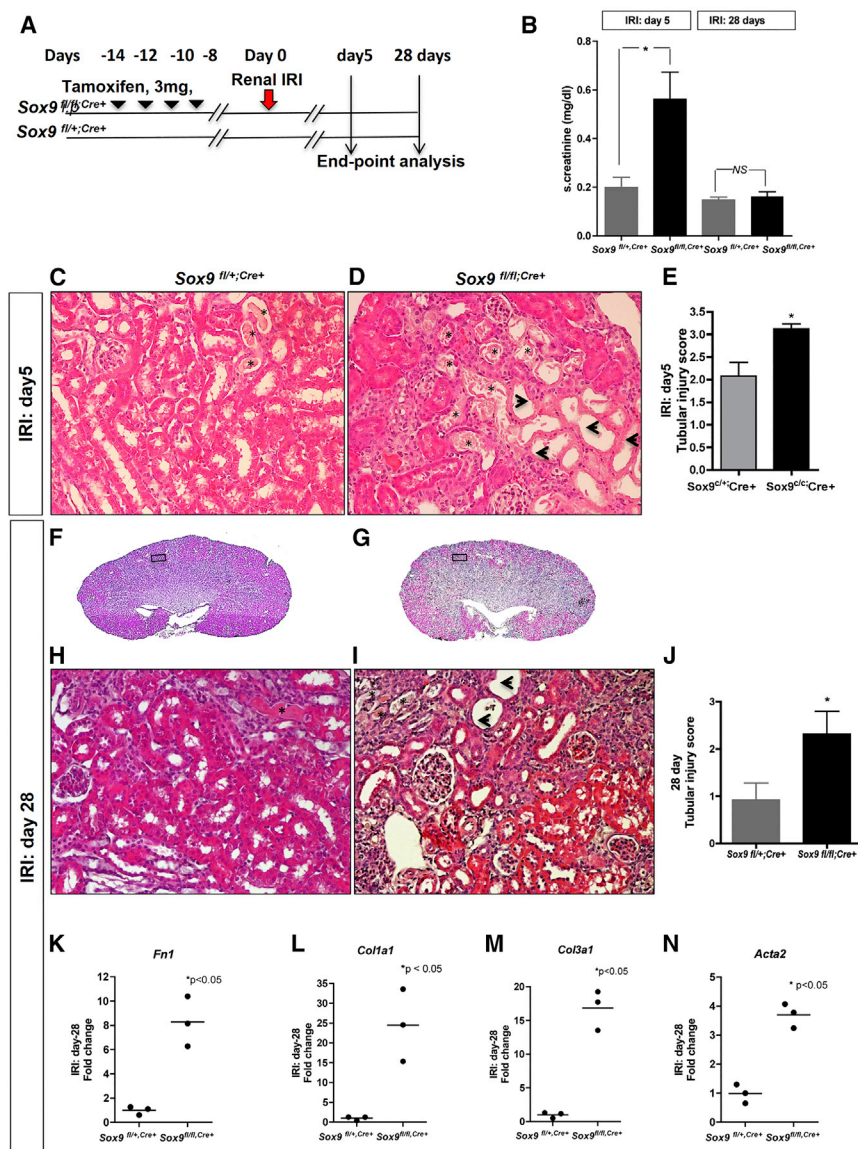 A
Days -14 -12 -10 -8 Day 0 day5 28 days
Tamoxifen, 3mg, Renal IRI
Sox9 fl/fl;Cre+
Sox9 fl/+;Cre+
End-point analysis
B
IRI: day 5 IRI: 28 days
s.creatinine (mg/dl)
0.8
0.6
0.4
0.2
0.0
*
NS
Sox9 fl/+,Cre+ Sox9fl/fl,Cre+ Sox9 fl/+,Cre+ Sox9fl/fl,Cre+
IRI: day5
C Sox9 fl/+;Cre+
* * *
D Sox9 fl/fl;Cre+
* * * * * * * *
E
IRI: day5
Tubular injury score
3.5
3.0
2.5
2.0
1.5
1.0
0.5
0.0
*
Sox9c/+;Cre+ Sox9c/c;Cre+
IRI: day 28
F
G
H
*
I
* * *
J
28 day
Tubular injury score
3
2
1
0
*
Sox9 fl/+;Cre+ Sox9 fl/fl;Cre+
K
Fn1
*p<0.05
IRI: day-28
Fold change
12
10
8
6
4
2
0
Sox9 fl/+,Cre+ Sox9fl/fl,Cre+
L
Col1a1
*p < 0.05
IRI: day-28
Fold change
35
30
25
20
15
10
5
0
Sox9 fl/+,Cre+ Sox9fl/fl,Cre+
M
Col3a1
*p<0.05
IRI: day-28
Fold change
20
15
10
5
0
Sox9 fl/+,Cre+ Sox9fl/fl,Cre+
N
Acta2
* p<0.05
IRI: day-28
Fold change
5
4
3
2
1
0
Sox9 fl/+,Cre+ Sox9fl/fl,Cre+